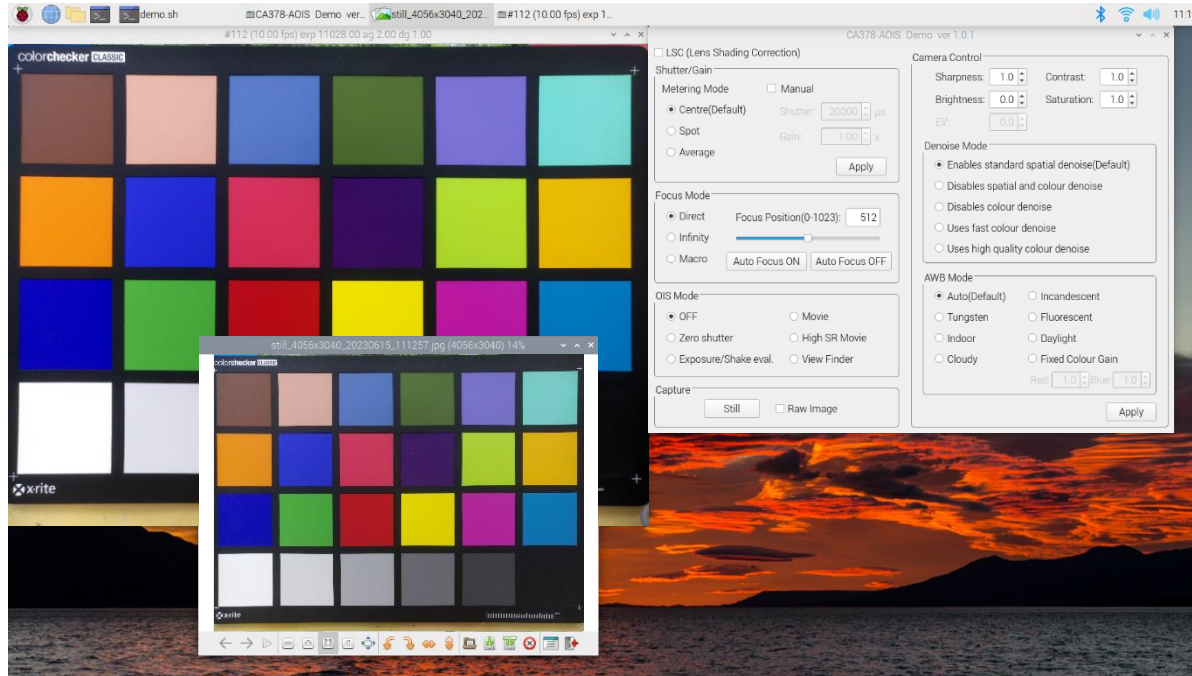 demo.sh
CA378-AOIS Demo ver...
still_4056x3040_202...
#112 (10.00 fps) exp 1...
11:1
#112 (10.00 fps) exp 11028.00 ag 2.00 dg 1.00
colorchecker CLASSIC
x·rite
still_4056x3040_20230615_111257.jpg (4056x3040) 14%
colorchecker CLASSIC
x·rite
CA378-AOIS Demo ver 1.0.1
LSC (Lens Shading Correction)
Shutter/Gain
Metering Mode
Manual
Centre(Default)
Shutter: 20000 µs
Spot
Gain: 1.00 x
Average
Apply
Focus Mode
Direct
Focus Position(0-1023): 512
Infinity
Macro
Auto Focus ON
Auto Focus OFF
OIS Mode
OFF
Movie
Zero shutter
High SR Movie
Exposure/Shake eval.
View Finder
Capture
Still
Raw Image
Camera Control
Sharpness: 1.0
Contrast: 1.0
Brightness: 0.0
Saturation: 1.0
EV: 0.0
Denoise Mode
Enables standard spatial denoise(Default)
Disables spatial and colour denoise
Disables colour denoise
Uses fast colour denoise
Uses high quality colour denoise
AWB Mode
Auto(Default)
Incandescent
Tungsten
Fluorescent
Indoor
Daylight
Cloudy
Fixed Colour Gain
Red: 1.0 Blue: 1.0
Apply